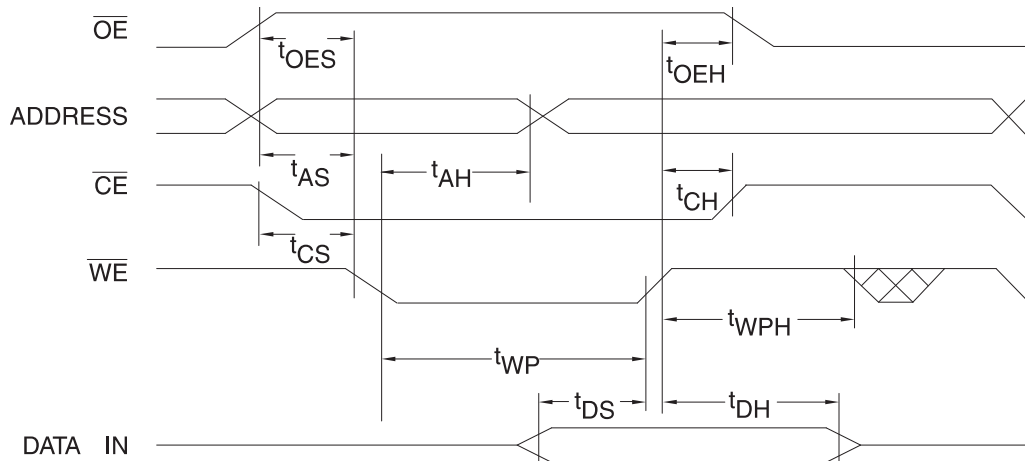 OE
tOES
tOEH
ADDRESS
tAS
tAH
CE
tCH
tCS
WE
tWPH
tWP
tDS
tDH
DATA IN